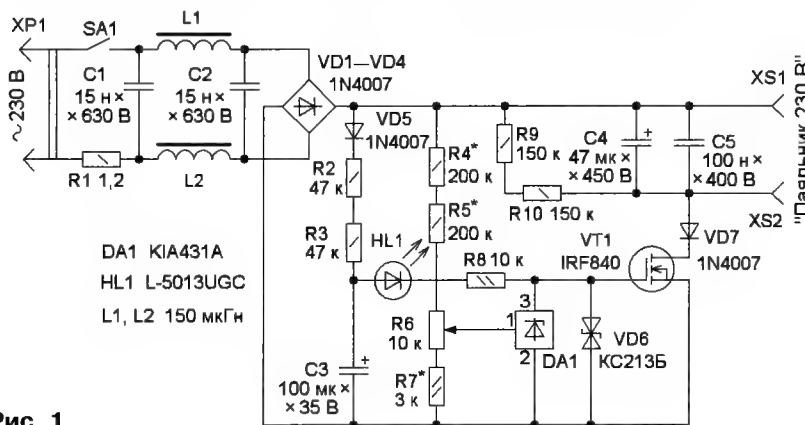 XP1
~230 В
SA1
L1
C1
15 н×
× 630 В
C2
15 н×
× 630 В
R1 1,2
L2
VD1—VD4
1N4007
VD5
1N4007
R2
47 к
R3
47 к
R4*
200 к
R5*
200 к
R9
150 к
R10 150 к
C4
47 мк ×
× 450 В
+
C5
100 н×
× 400 В
XS1
XS2
"Паяльник 230 В"
VD7
1N4007
VT1
IRF840
HL1
R8 10 к
R6
10 к
R7*
3 к
3
1
2
DA1
VD6
КС213Б
C3
100 мк ×
× 35 В
+
DA1 KIA431A
HL1 L-5013UGC
L1, L2 150 мкГн
Рис. 1